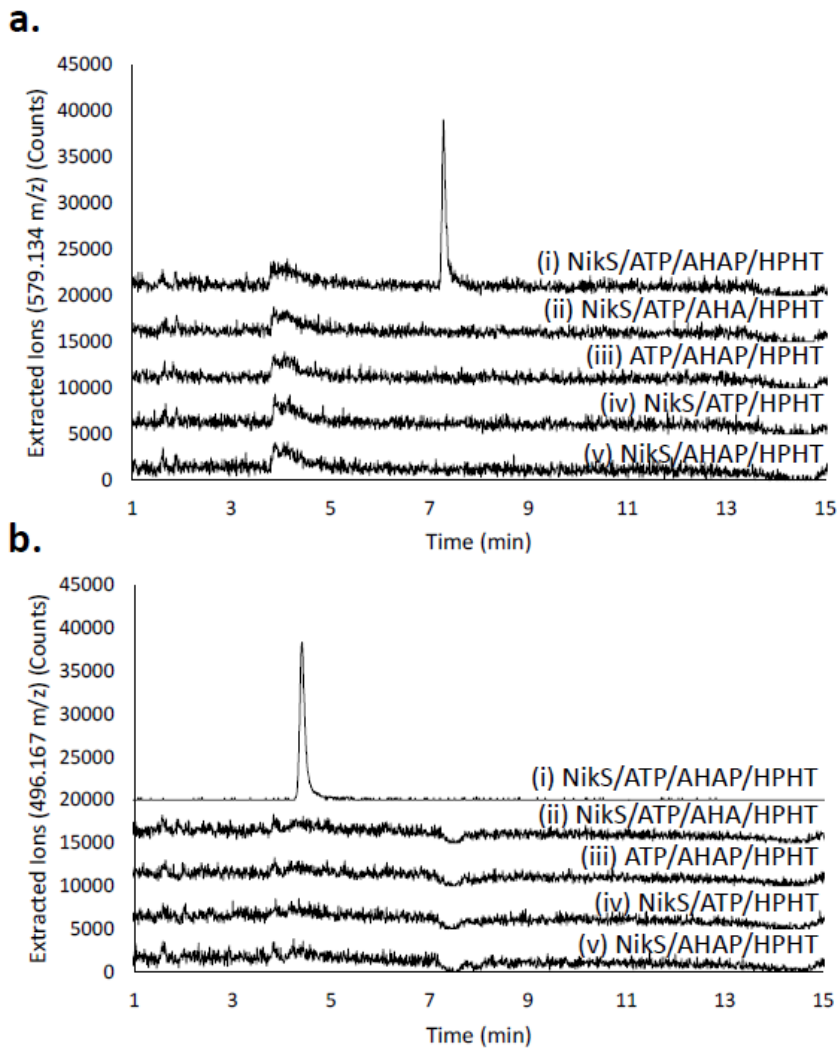 a.
45000
40000
35000
30000
25000
20000
15000
10000
5000
0
Extracted Ions (579.134 m/z) (Counts)
(i) NikS/ATP/AHAP/HPHT
(ii) NikS/ATP/AHA/HPHT
(iii) ATP/AHAP/HPHT
(iv) NikS/ATP/HPHT
(v) NikS/AHAP/HPHT
1 3 5 7 9 11 13 15
Time (min)
b.
45000
40000
35000
30000
25000
20000
15000
10000
5000
0
Extracted Ions (496.167 m/z) (Counts)
(i) NikS/ATP/AHAP/HPHT
(ii) NikS/ATP/AHA/HPHT
(iii) ATP/AHAP/HPHT
(iv) NikS/ATP/HPHT
(v) NikS/AHAP/HPHT
1 3 5 7 9 11 13 15
Time (min)